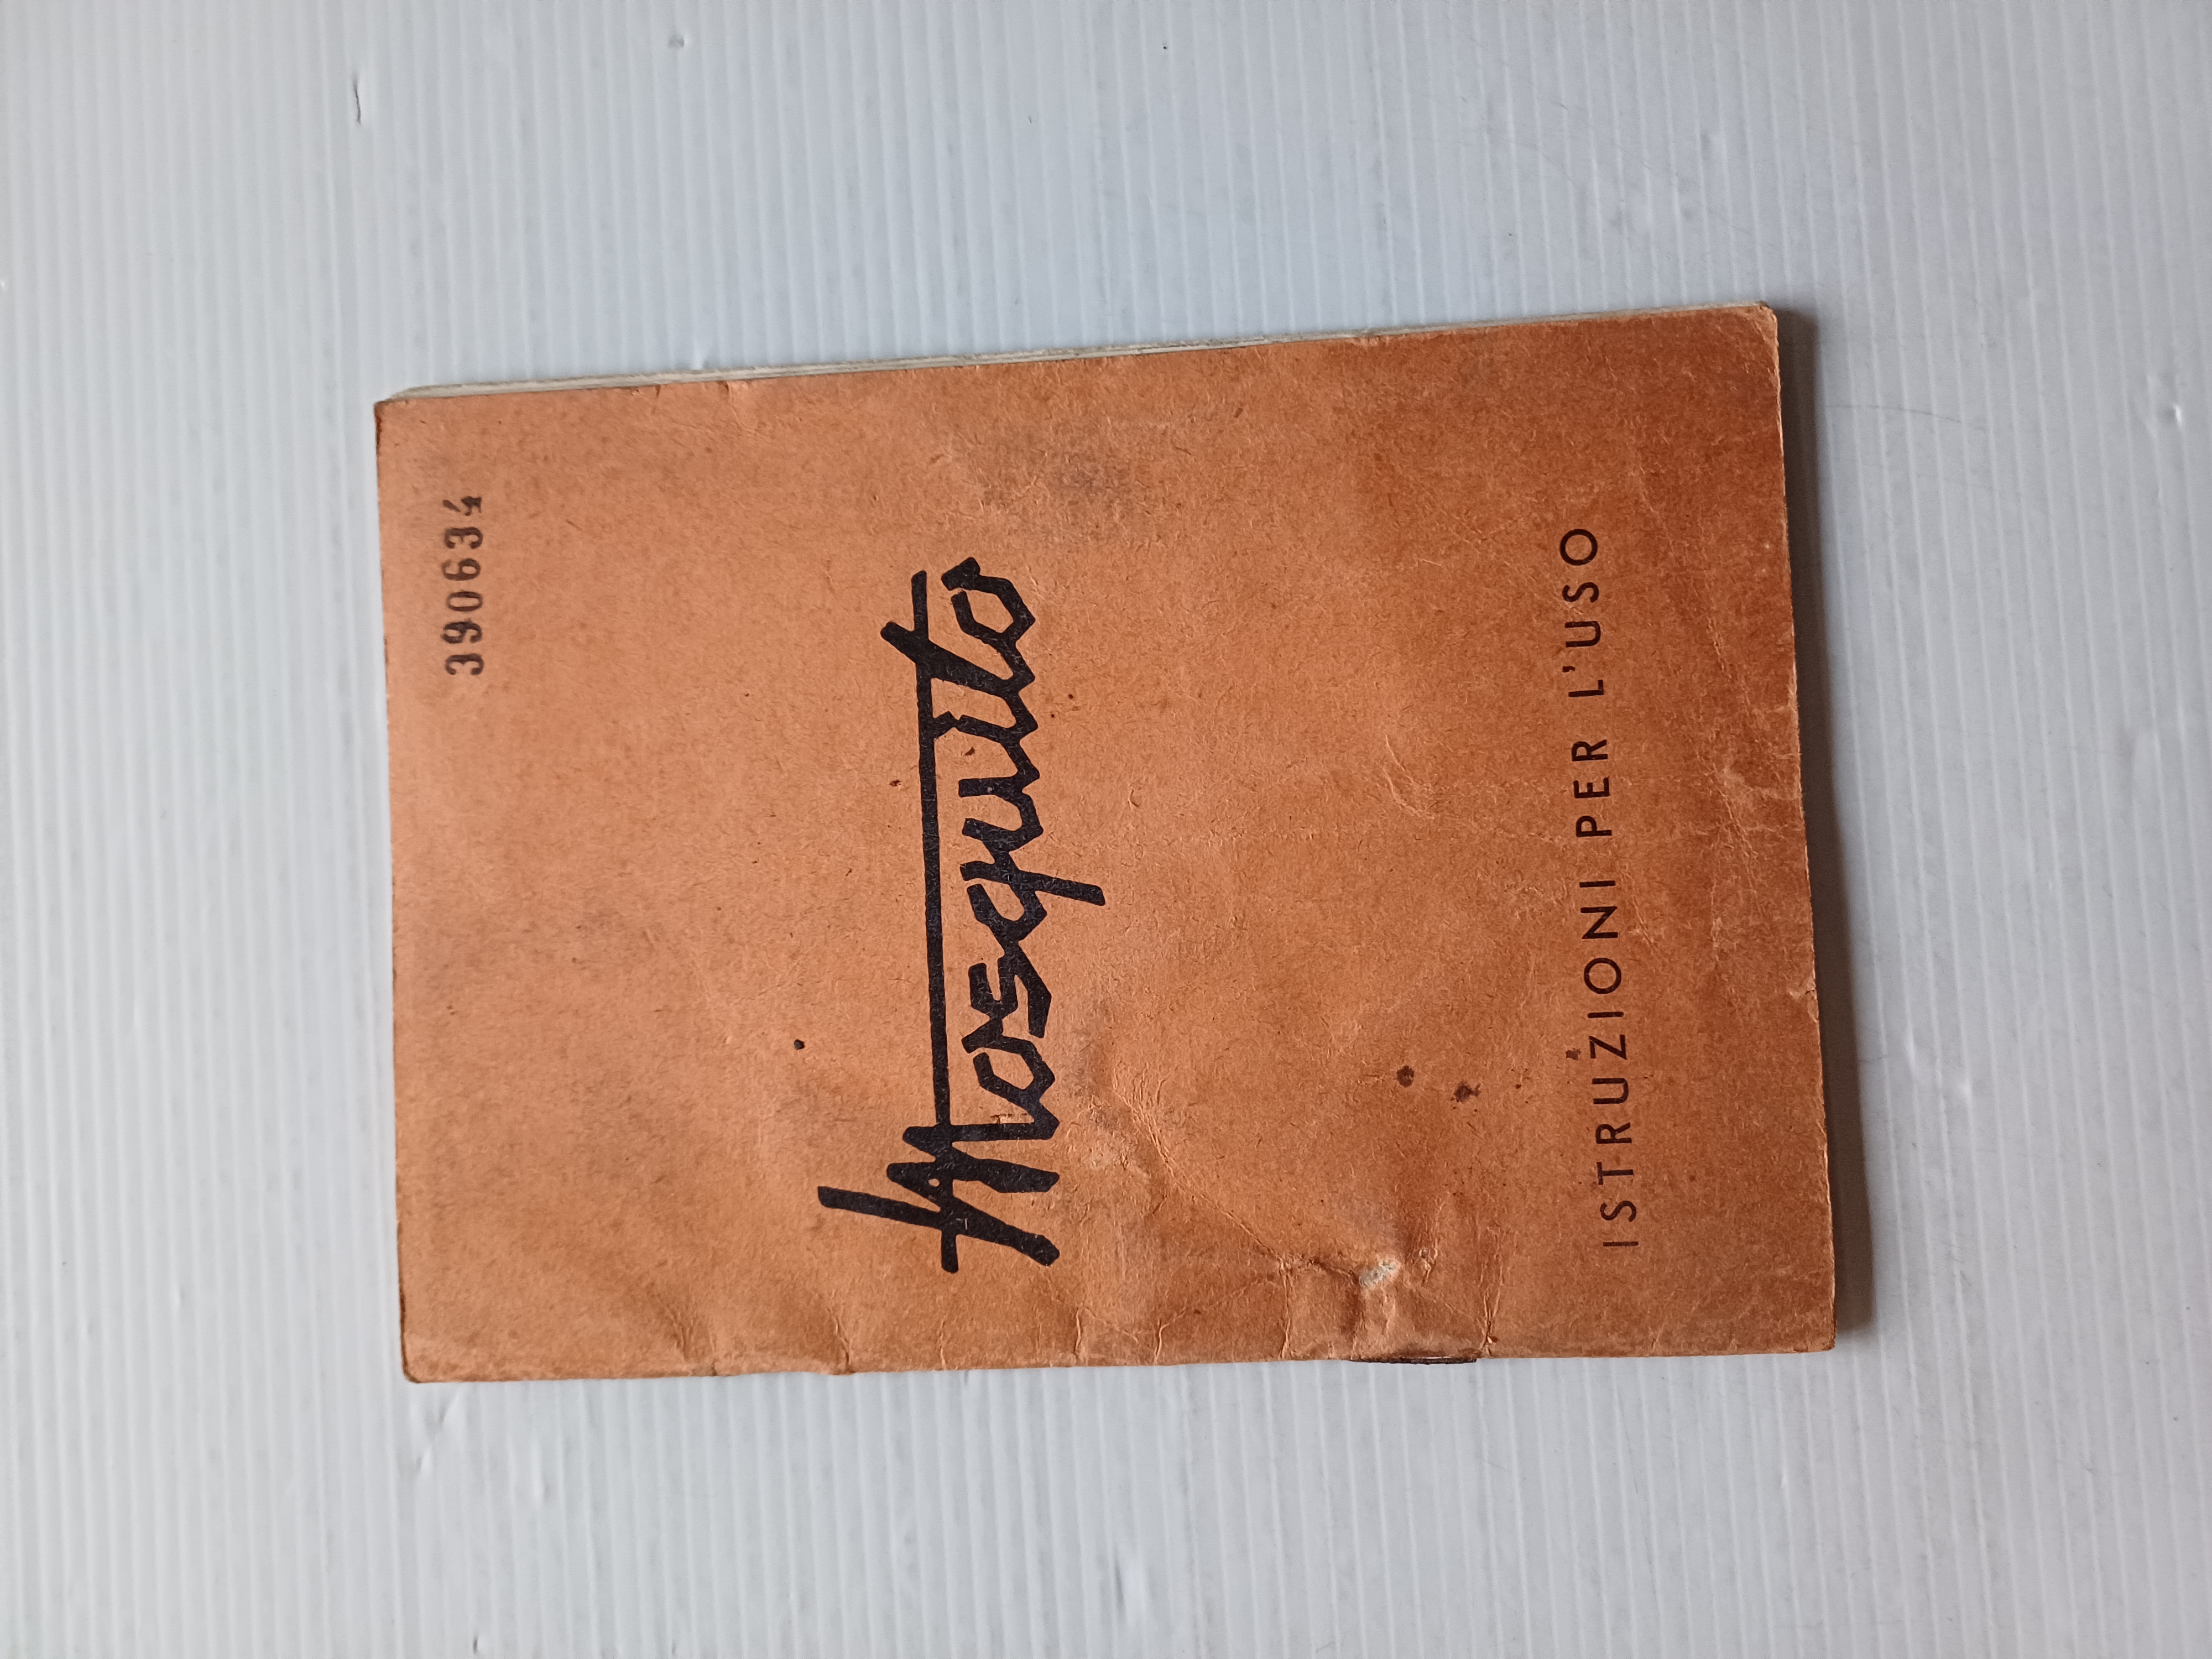 390634
Mosquito
ISTRUZIONI PER L'USO